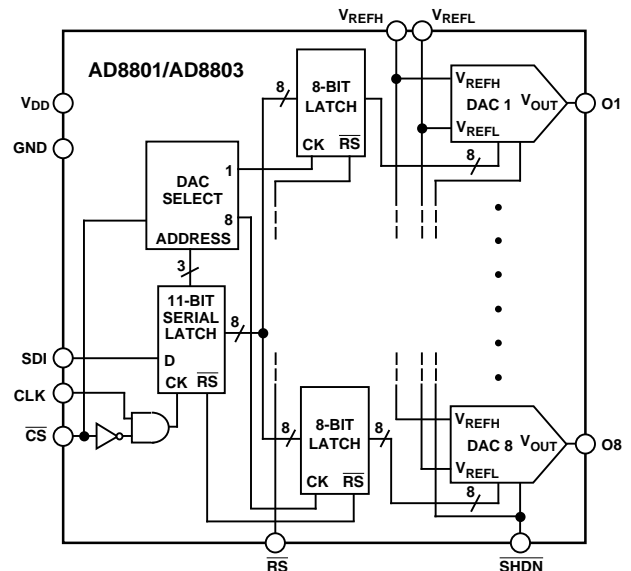 VREFH VREFL
AD8801/AD8803
VDD
GND
8
8-BIT
LATCH
CK RS
VREFH
DAC 1
VOUT
VREFL
O1
8
1
DAC
SELECT
8
ADDRESS
3
11-BIT
SERIAL
LATCH
8
D
CK RS
SDI
CLK
CS
8
8-BIT
LATCH
8
CK RS
VREFH
DAC 8
VOUT
VREFL
O8
8
RS
SHDN